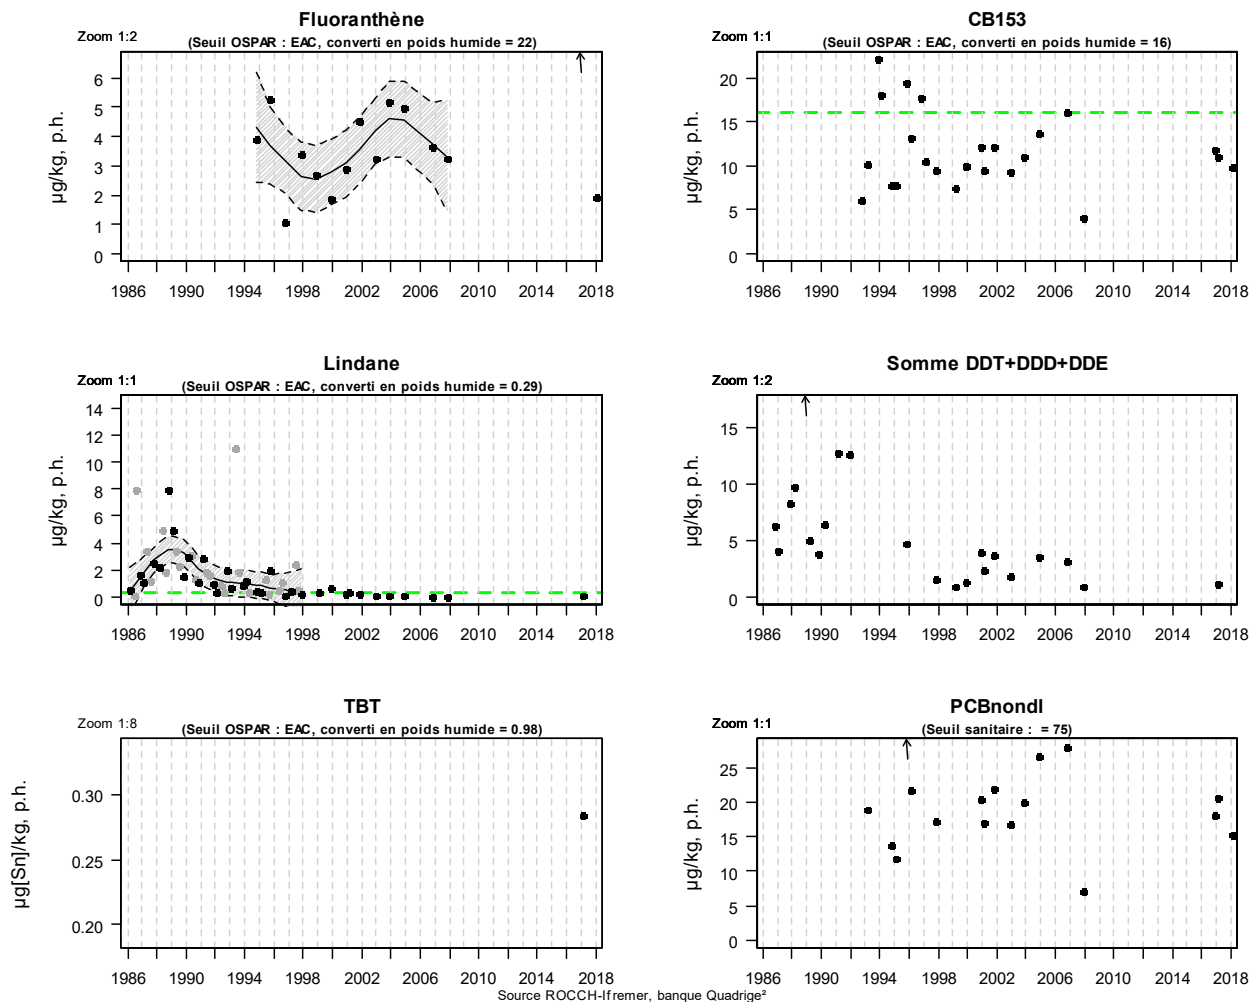 Fluoranthène
Zoom 1:2
(Seuil OSPAR : EAC, converti en poids humide = 22)
µg/kg, p.h.
6
5
4
3
2
1
0
1986 1990 1994 1998 2002 2006 2010 2014 2018
CB153
Zoom 1:1
(Seuil OSPAR : EAC, converti en poids humide = 16)
µg/kg, p.h.
20
15
10
5
0
1986 1990 1994 1998 2002 2006 2010 2014 2018
Lindane
Zoom 1:1
(Seuil OSPAR : EAC, converti en poids humide = 0.29)
µg/kg, p.h.
14
12
10
8
6
4
2
0
1986 1990 1994 1998 2002 2006 2010 2014 2018
Somme DDT+DDD+DDE
Zoom 1:2
µg/kg, p.h.
15
10
5
0
1986 1990 1994 1998 2002 2006 2010 2014 2018
TBT
Zoom 1:8
(Seuil OSPAR : EAC, converti en poids humide = 0.98)
µg[Sn]/kg, p.h.
0.30
0.25
0.20
1986 1990 1994 1998 2002 2006 2010 2014 2018
PCBnondl
Zoom 1:1
(Seuil sanitaire :  = 75)
µg/kg, p.h.
25
20
15
10
5
0
1986 1990 1994 1998 2002 2006 2010 2014 2018
Source ROCCH-Ifremer, banque Quadrige²